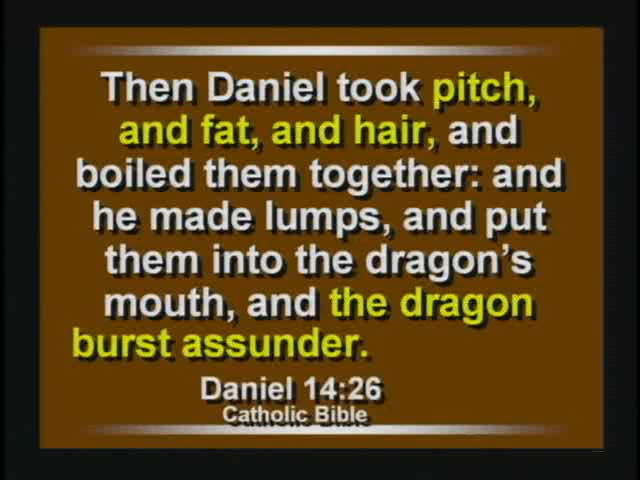 Then Daniel took pitch,
and fat, and hair, and
boiled them together: and
he made lumps, and put
them into the dragon's
mouth, and the dragon
burst assunder.
Daniel 14:26
Catholic Bible